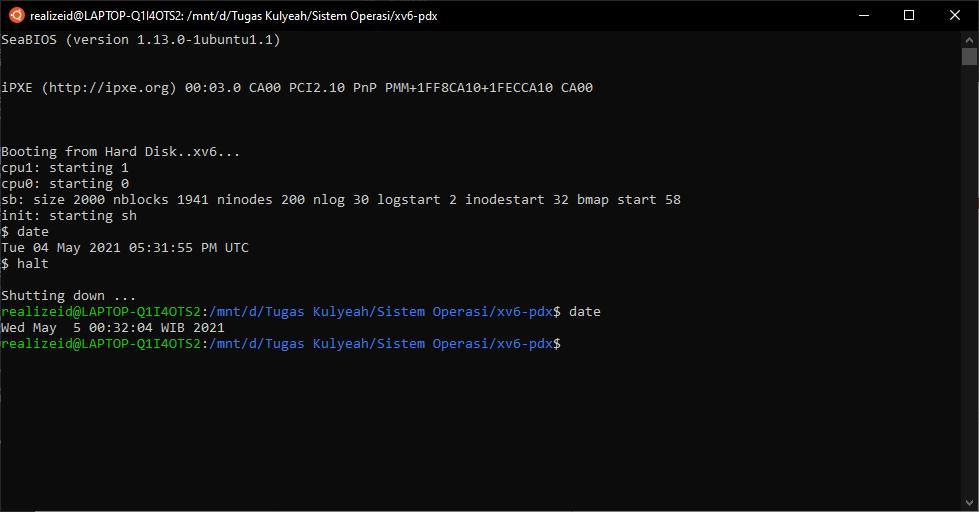 realizeid@LAPTOP-Q1I4OTS2: /mnt/d/Tugas Kulyeah/Sistem Operasi/xv6-pdx
SeaBIOS (version 1.13.0-1ubuntu1.1)
iPXE (http://ipxe.org) 00:03.0 CA00 PCI2.10 PnP PMM+1FF8CA10+1FECCA10 CA00
Booting from Hard Disk..xv6...
cpu1: starting 1
cpu0: starting 0
sb: size 2000 nblocks 1941 ninodes 200 nlog 30 logstart 2 inodestart 32 bmap start 58
init: starting sh
$ date
Tue 04 May 2021 05:31:55 PM UTC
$ halt
Shutting down ...
realizeid@LAPTOP-Q1I4OTS2:/mnt/d/Tugas Kulyeah/Sistem Operasi/xv6-pdx$ date
Wed May  5 00:32:04 WIB 2021
realizeid@LAPTOP-Q1I4OTS2:/mnt/d/Tugas Kulyeah/Sistem Operasi/xv6-pdx$